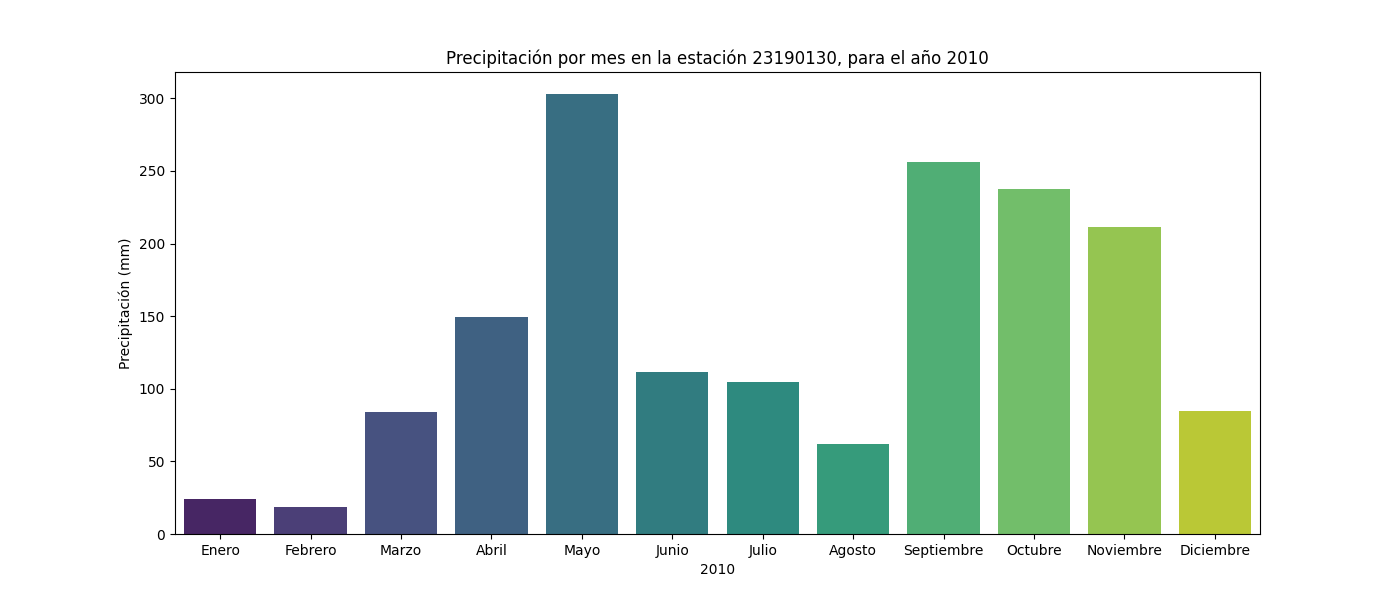 Precipitación por mes en la estación 23190130, para el año 2010
Precipitación (mm)
300
250
200
150
100
50
0
Enero Febrero Marzo Abril Mayo Junio Julio Agosto Septiembre Octubre Noviembre Diciembre
2010